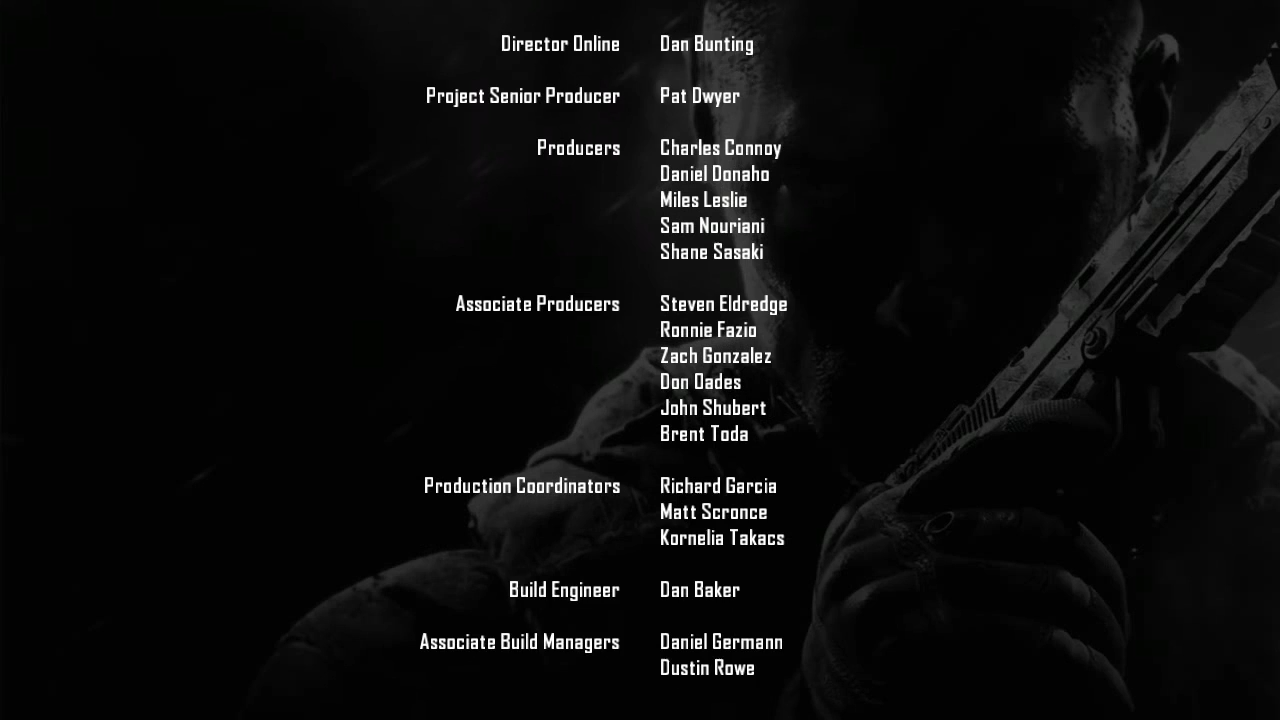 Director Online Dan Bunting
Project Senior Producer Pat Dwyer
Producers Charles Connoy
Daniel Donaho
Miles Leslie
Sam Nouriani
Shane Sasaki
Associate Producers Steven Eldredge
Ronnie Fazio
Zach Gonzalez
Don Oades
John Shubert
Brent Toda
Production Coordinators Richard Garcia
Matt Scronce
Kornelia Takacs
Build Engineer Dan Baker
Associate Build Managers Daniel Germann
Dustin Rowe